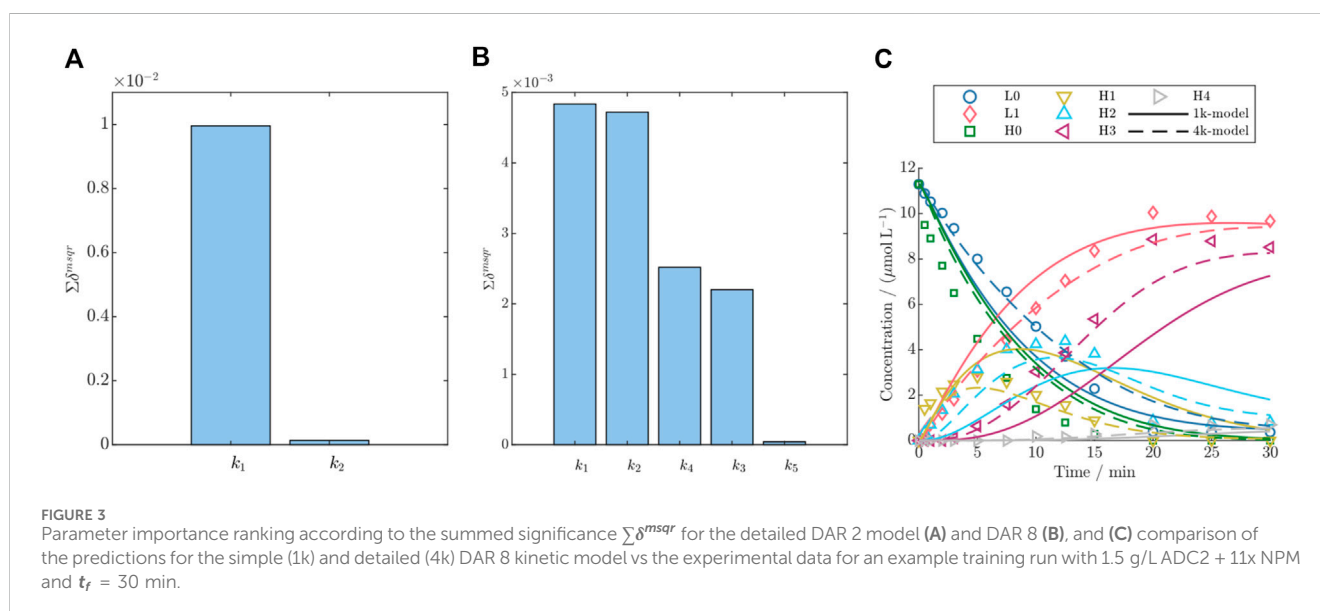 A
×10⁻²
1
0.8
0.6
0.4
0.2
0
Σδ^msqr
k₁
k₂
B
×10⁻³
5
4
3
2
1
0
Σδ^msqr
k₁
k₂
k₄
k₃
k₅
C
L0
H1
H4
L1
H2
1k-model
H0
H3
4k-model
12
10
8
6
4
2
0
Concentration / (μmol L⁻¹)
0
5
10
15
20
25
30
Time / min
FIGURE 3
Parameter importance ranking according to the summed significance ∑δ^msqr for the detailed DAR 2 model (A) and DAR 8 (B), and (C) comparison of
the predictions for the simple (1k) and detailed (4k) DAR 8 kinetic model vs the experimental data for an example training run with 1.5 g/L ADC2 + 11x NPM
and t_f = 30 min.